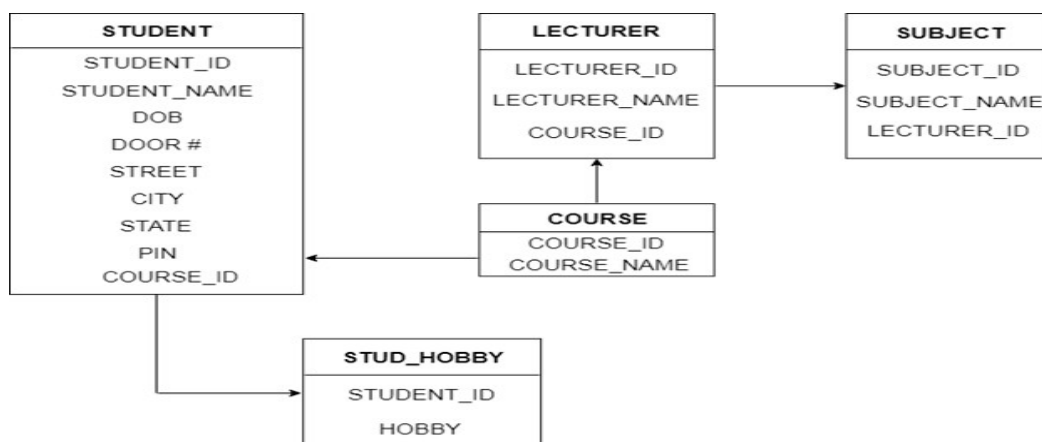 STUDENT
STUDENT_ID
STUDENT_NAME
DOB
DOOR #
STREET
CITY
STATE
PIN
COURSE_ID
LECTURER
LECTURER_ID
LECTURER_NAME
COURSE_ID
SUBJECT
SUBJECT_ID
SUBJECT_NAME
LECTURER_ID
COURSE
COURSE_ID
COURSE_NAME
STUD_HOBBY
STUDENT_ID
HOBBY